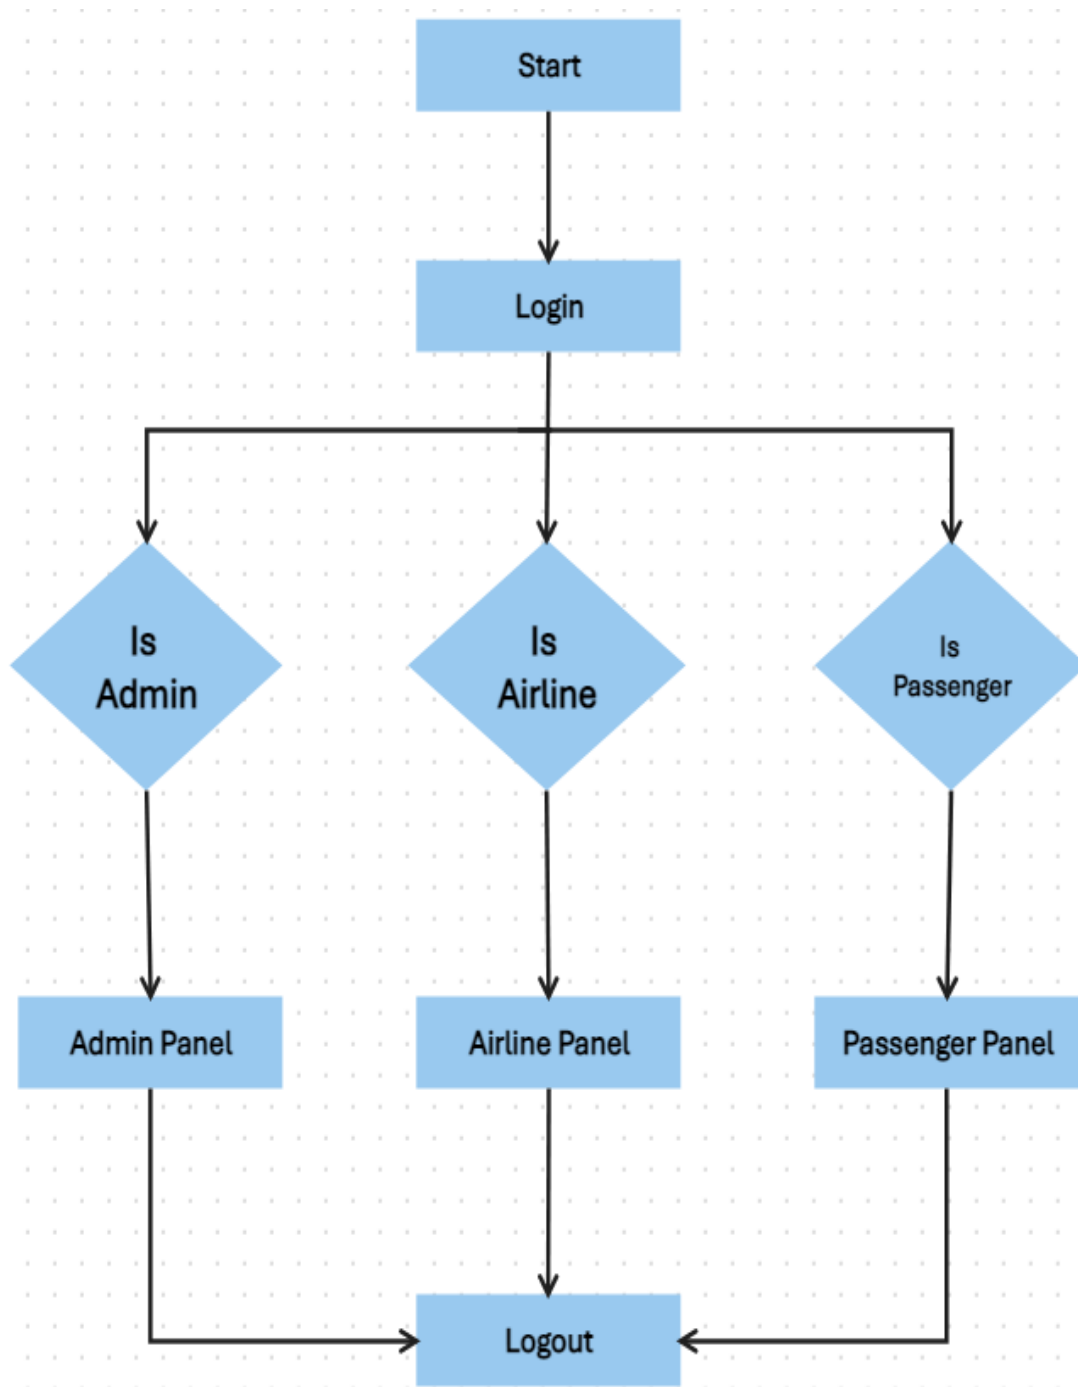 Start
Login
Is
Admin
Is
Airline
Is
Passenger
Admin Panel
Airline Panel
Passenger Panel
Logout